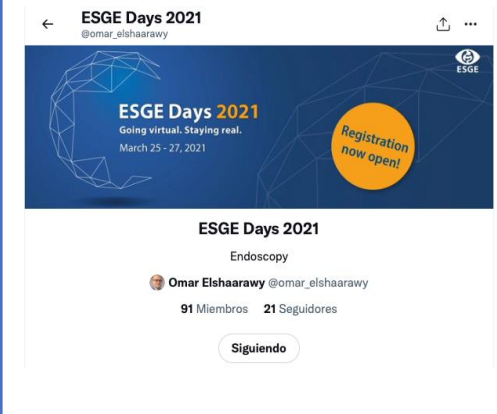 ESGE Days 2021
@omar_elshaarawy
ESGE
ESGE Days 2021
Going virtual. Staying real.
March 25 - 27, 2021
Registration
now open!
ESGE Days 2021
Endoscopy
Omar Elshaarawy @omar_elshaarawy
91 Miembros 21 Seguidores
Siguiendo